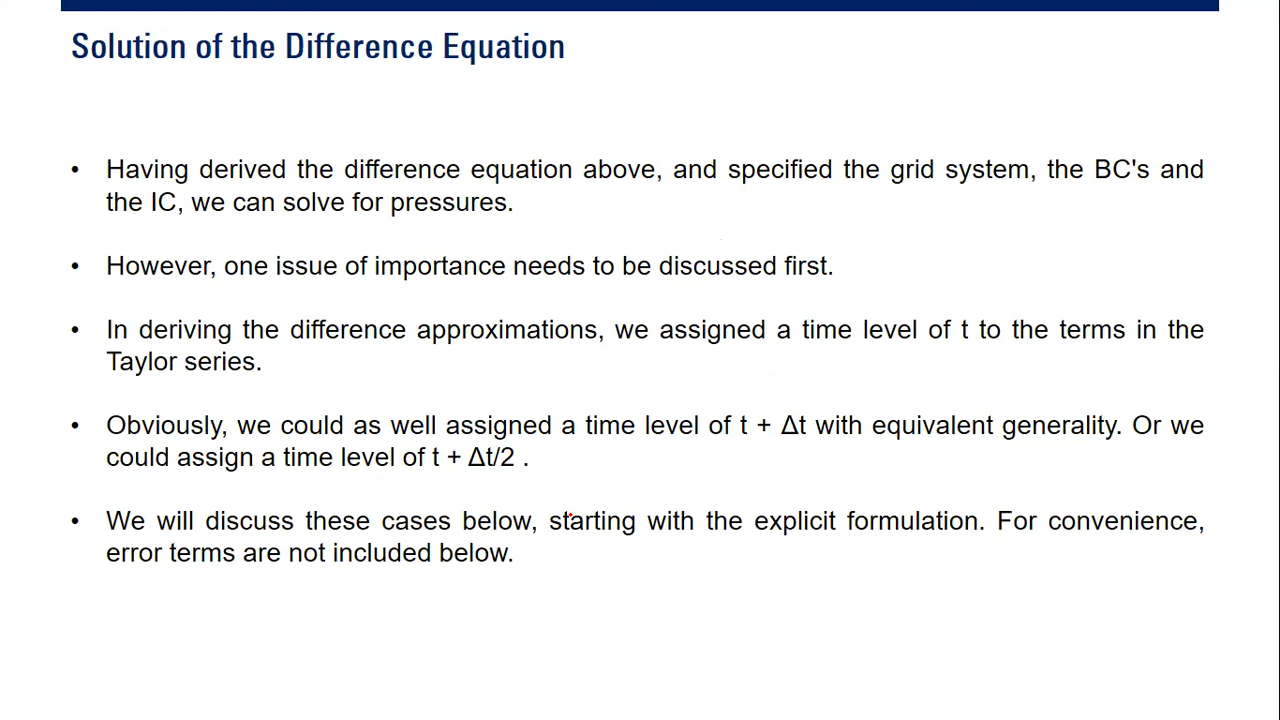 Solution of the Difference Equation
• Having derived the difference equation above, and specified the grid system, the BC's and
the IC, we can solve for pressures.
• However, one issue of importance needs to be discussed first.
• In deriving the difference approximations, we assigned a time level of t to the terms in the
Taylor series.
• Obviously, we could as well assigned a time level of t + Δt with equivalent generality. Or we
could assign a time level of t + Δt/2 .
• We will discuss these cases below, starting with the explicit formulation. For convenience,
error terms are not included below.